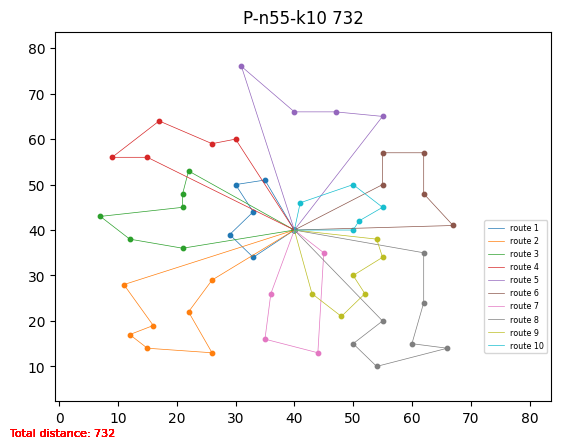 P-n55-k10 732
80
70
60
50
40
30
20
10
0 10 20 30 40 50 60 70 80
route 1
route 2
route 3
route 4
route 5
route 6
route 7
route 8
route 9
route 10
Total distance: 732